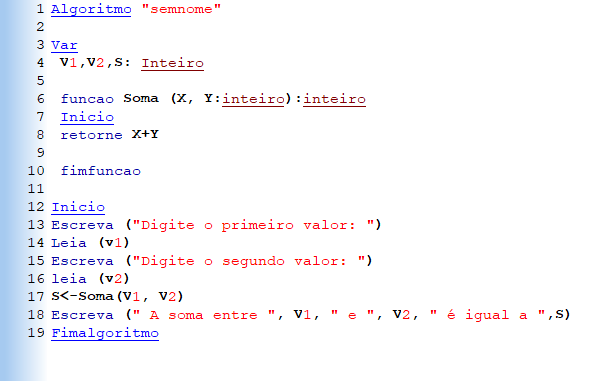 1 Algoritmo "semnome"
2
3 Var
4 V1,V2,S: Inteiro
5
6 funcao Soma (X, Y:inteiro):inteiro
7 Inicio
8 retorne X+Y
9
10 fimfuncao
11
12 Inicio
13 Escreva ("Digite o primeiro valor: ")
14 Leia (v1)
15 Escreva ("Digite o segundo valor: ")
16 leia (v2)
17 S<-Soma(V1, V2)
18 Escreva (" A soma entre ", V1, " e ", V2, " é igual a ",S)
19 Fimalgoritmo